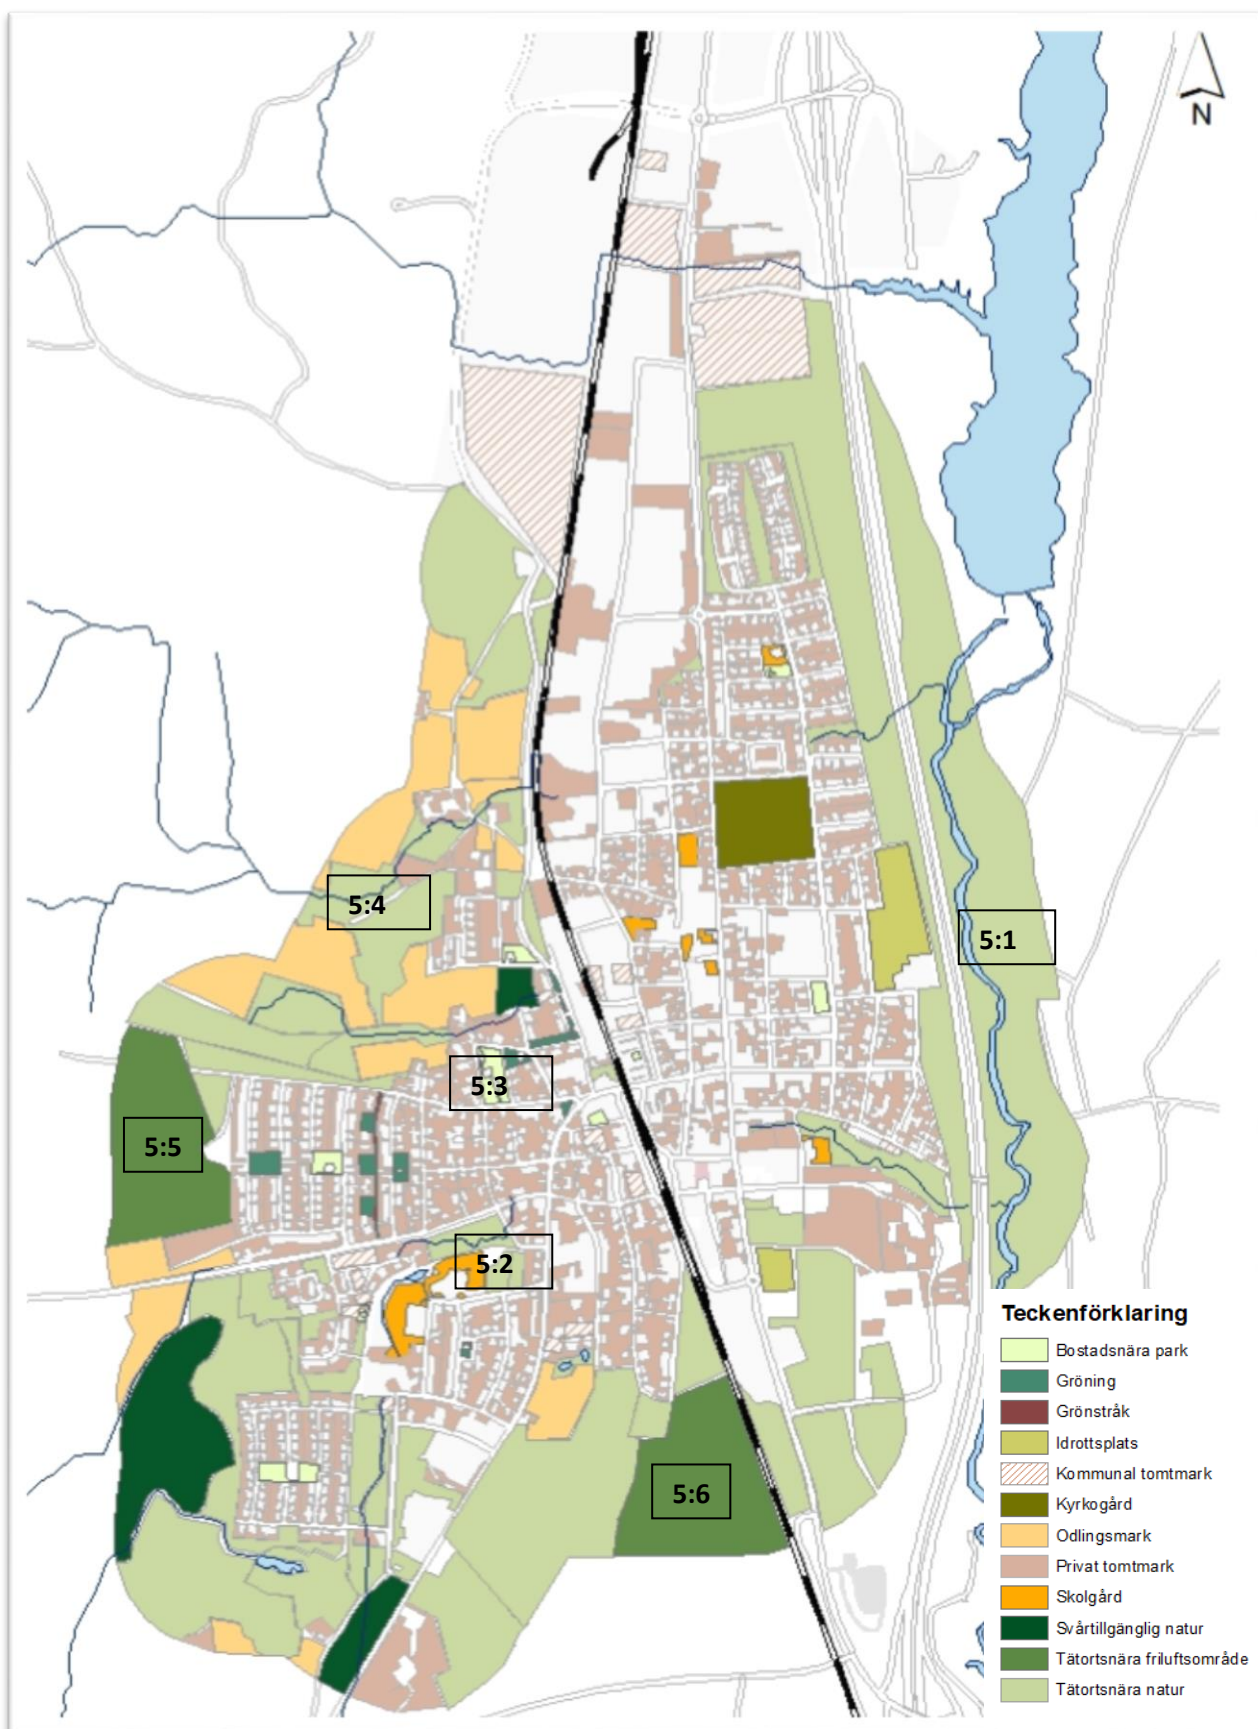 N
5:4
5:1
5:3
5:5
5:2
5:6
Teckenförklaring
Bostadsnära park
Gröning
Grönstråk
Idrottsplats
Kommunal tomtmark
Kyrkogård
Odlingsmark
Privat tomtmark
Skolgård
Svårtillgänglig natur
Tätortsnära friluftsområde
Tätortsnära natur